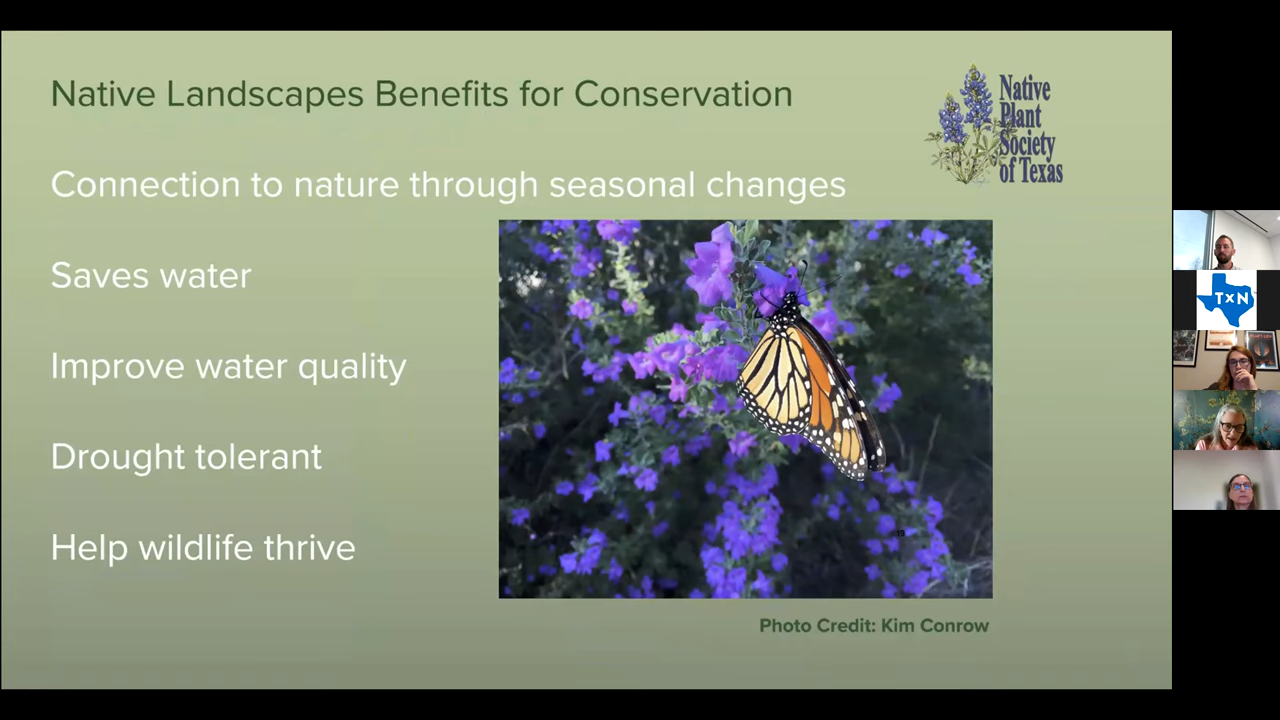 Native Landscapes Benefits for Conservation
Native
Plant
Society
of Texas
Connection to nature through seasonal changes
Saves water
Improve water quality
Drought tolerant
Help wildlife thrive
19
Photo Credit: Kim Conrow
TXN